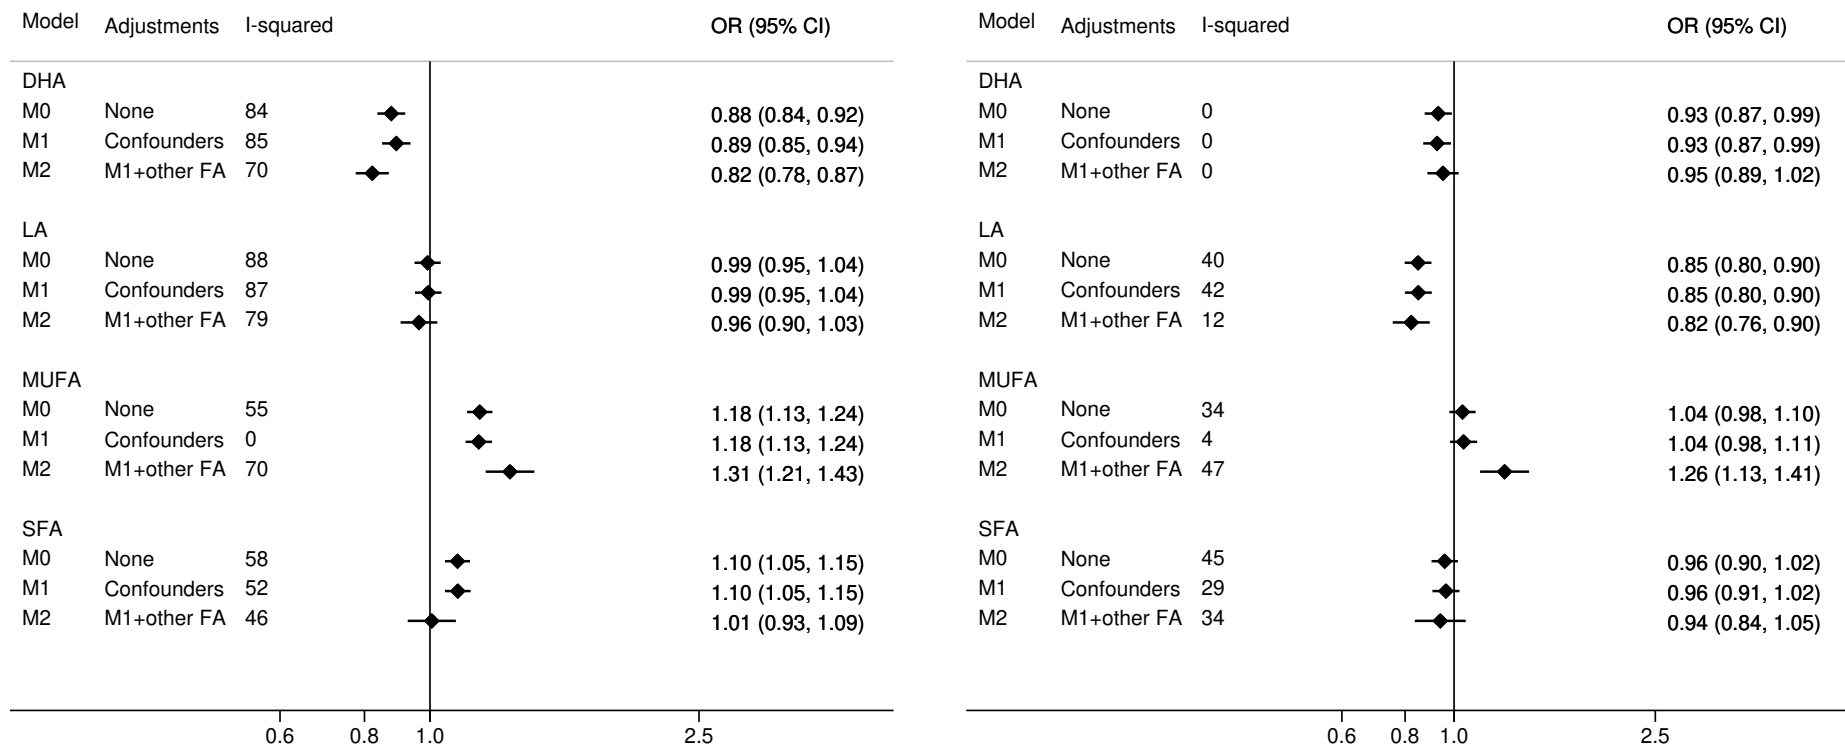 Model Adjustments I-squared OR (95% CI)
DHA
M0 None 84 0.88 (0.84, 0.92)
M1 Confounders 85 0.89 (0.85, 0.94)
M2 M1+other FA 70 0.82 (0.78, 0.87)
LA
M0 None 88 0.99 (0.95, 1.04)
M1 Confounders 87 0.99 (0.95, 1.04)
M2 M1+other FA 79 0.96 (0.90, 1.03)
MUFA
M0 None 55 1.18 (1.13, 1.24)
M1 Confounders 0 1.18 (1.13, 1.24)
M2 M1+other FA 70 1.31 (1.21, 1.43)
SFA
M0 None 58 1.10 (1.05, 1.15)
M1 Confounders 52 1.10 (1.05, 1.15)
M2 M1+other FA 46 1.01 (0.93, 1.09)
0.6 0.8 1.0 2.5
Model Adjustments I-squared OR (95% CI)
DHA
M0 None 0 0.93 (0.87, 0.99)
M1 Confounders 0 0.93 (0.87, 0.99)
M2 M1+other FA 0 0.95 (0.89, 1.02)
LA
M0 None 40 0.85 (0.80, 0.90)
M1 Confounders 42 0.85 (0.80, 0.90)
M2 M1+other FA 12 0.82 (0.76, 0.90)
MUFA
M0 None 34 1.04 (0.98, 1.10)
M1 Confounders 4 1.04 (0.98, 1.11)
M2 M1+other FA 47 1.26 (1.13, 1.41)
SFA
M0 None 45 0.96 (0.90, 1.02)
M1 Confounders 29 0.96 (0.91, 1.02)
M2 M1+other FA 34 0.94 (0.84, 1.05)
0.6 0.8 1.0 2.5